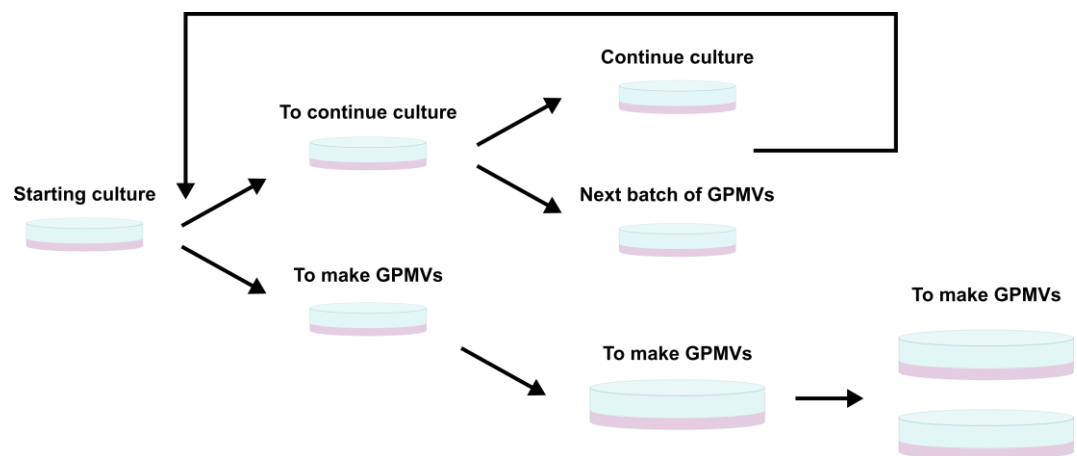 Continue culture
To continue culture
Starting culture
Next batch of GPMVs
To make GPMVs
To make GPMVs
To make GPMVs